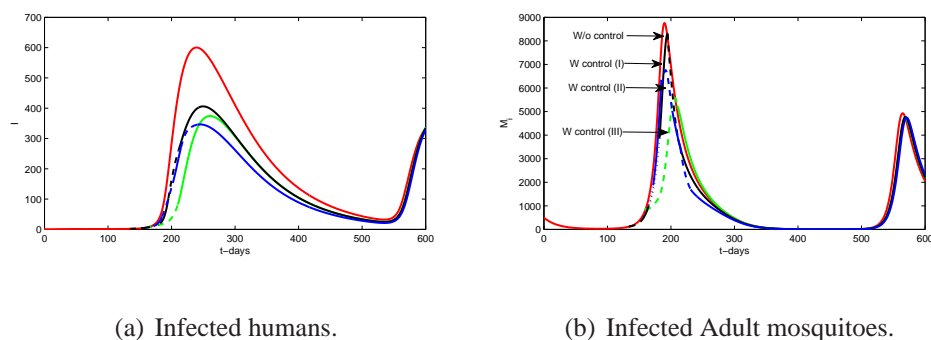 700
600
500
400
300
200
100
0
I
0 100 200 300 400 500 600
t−days
(a) Infected humans.
9000
8000
7000
6000
5000
4000
3000
2000
1000
0
M_i
W/o control
W control (I)
W control (II)
W control (III)
0 100 200 300 400 500 600
t−days
(b) Infected Adult mosquitoes.